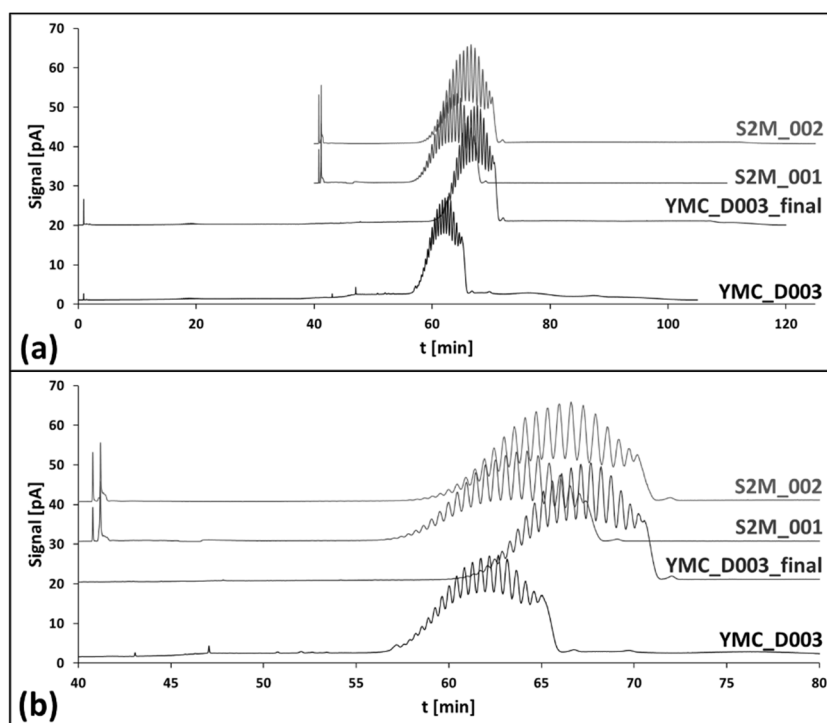 70
60
50
40
30
20
10
0
Signal [pA]
S2M_002
S2M_001
YMC_D003_final
YMC_D003
0 20 40 60 80 100 120
t [min]
(a)
70
60
50
40
30
20
10
0
Signal [pA]
S2M_002
S2M_001
YMC_D003_final
YMC_D003
40 45 50 55 60 65 70 75 80
t [min]
(b)